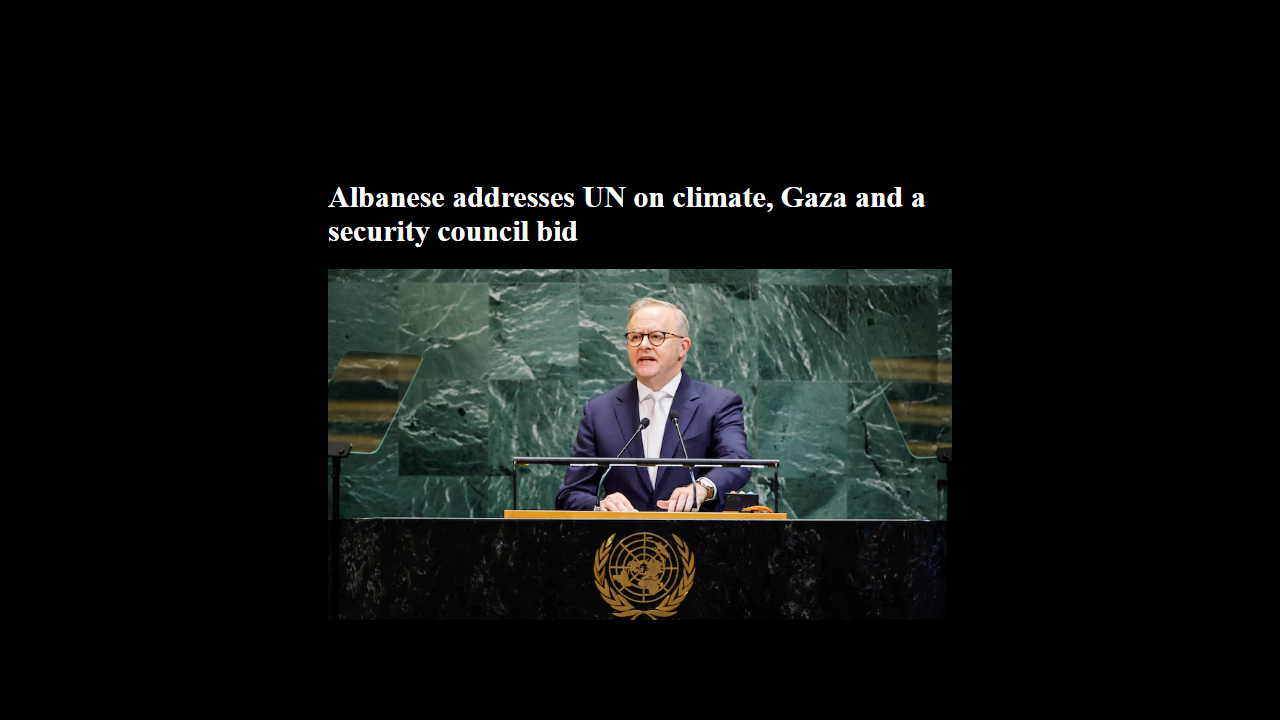 Albanese addresses UN on climate, Gaza and a
security council bid